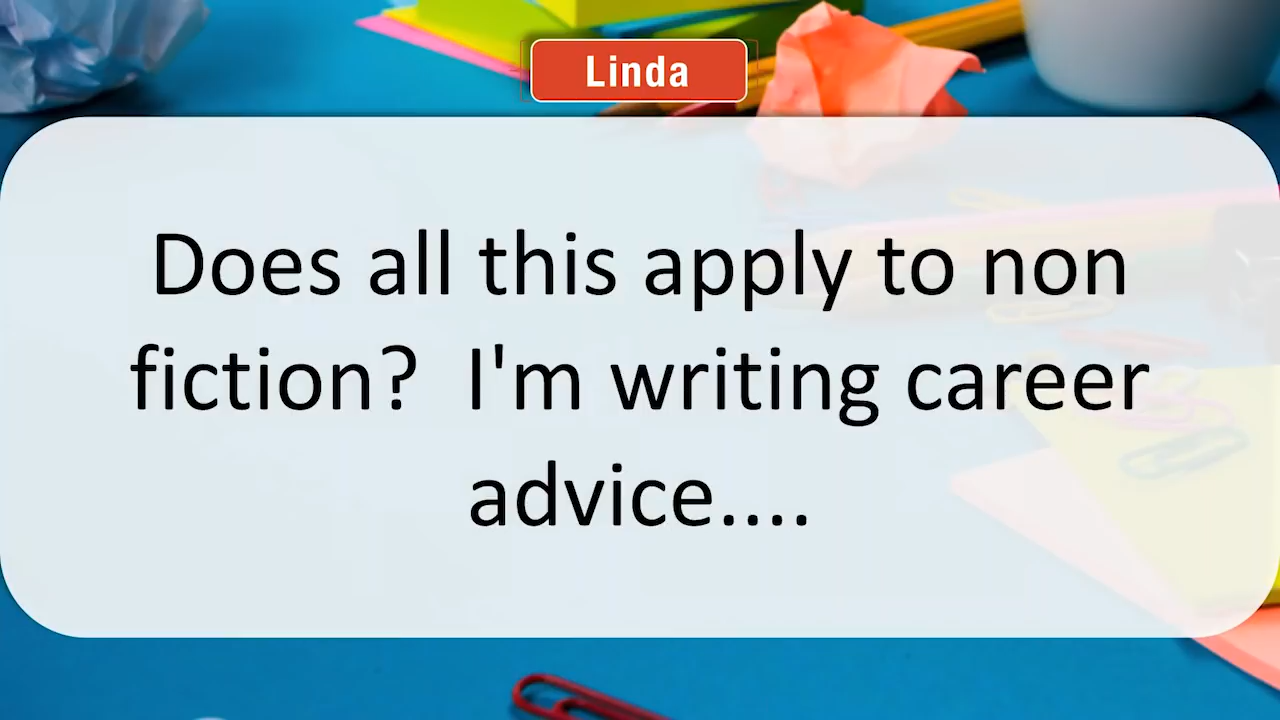 Linda
Does all this apply to non
fiction?  I'm writing career
advice....